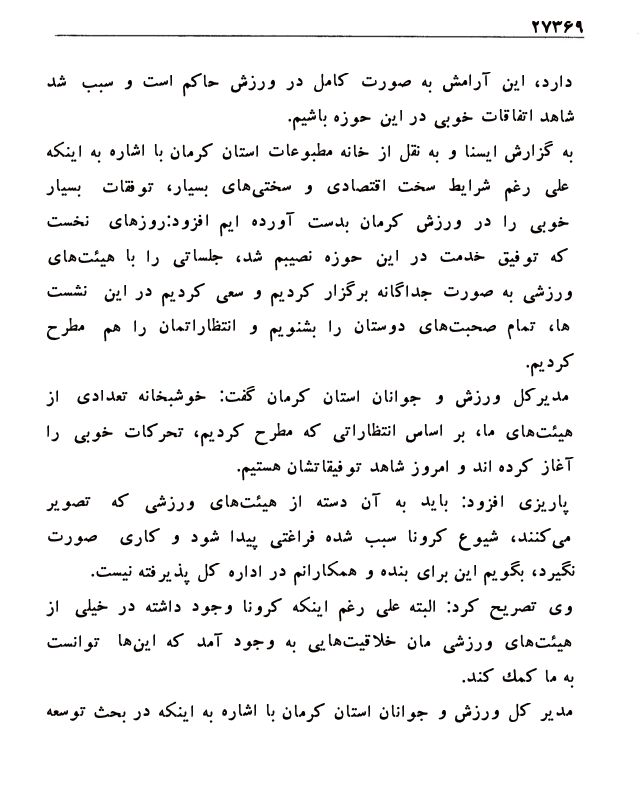 ۲۷۳۶۹
دارد، این آرامش به صورت کامل در ورزش حاکم است و سبب شد
شاهد اتفاقات خوبی در این حوزه باشیم.
به گزارش ایسنا و به نقل از خانه مطبوعات استان کرمان با اشاره به اینکه
علی رغم شرایط سخت اقتصادی و سختی‌های بسیار، توفقات بسیار
خوبی را در ورزش کرمان بدست آورده ایم افزود:روزهای نخست
که توفیق خدمت در این حوزه نصیبم شد، جلساتی را با هیئت‌های
ورزشی به صورت جداگانه برگزار کردیم و سعی کردیم در این نشست
ها، تمام صحبت‌های دوستان را بشنویم و انتظاراتمان را هم مطرح
کردیم.
مدیرکل ورزش و جوانان استان کرمان گفت: خوشبخانه تعدادی از
هیئت‌های ما، بر اساس انتظاراتی که مطرح کردیم، تحرکات خوبی را
آغاز کرده اند و امروز شاهد توفیقاتشان هستیم.
پاریزی افزود: باید به آن دسته از هیئت‌های ورزشی که تصویر
می‌کنند، شیوع کرونا سبب شده فراغتی پیدا شود و کاری صورت
نگیرد، بگویم این برای بنده و همکارانم در اداره کل پذیرفته نیست.
وی تصریح کرد: البته علی رغم اینکه کرونا وجود داشته در خیلی از
هیئت‌های ورزشی مان خلاقیت‌هایی به وجود آمد که این‌ها توانست
به ما کمك کند.
مدیر کل ورزش و جوانان استان کرمان با اشاره به اینکه در بحث توسعه